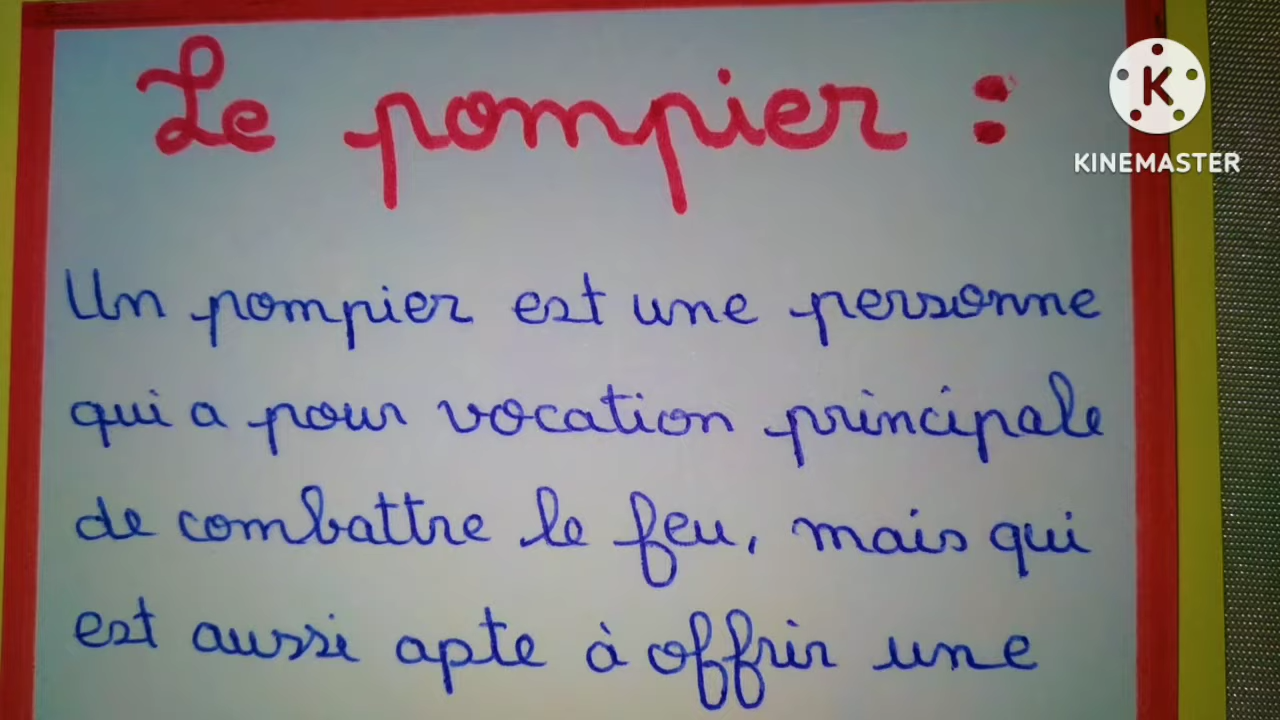 Le pompier :
K
KINEMASTER
Un pompier est une personne
qui a pour vocation principale
de combattre le feu, mais qui
est aussi apte à offrir une